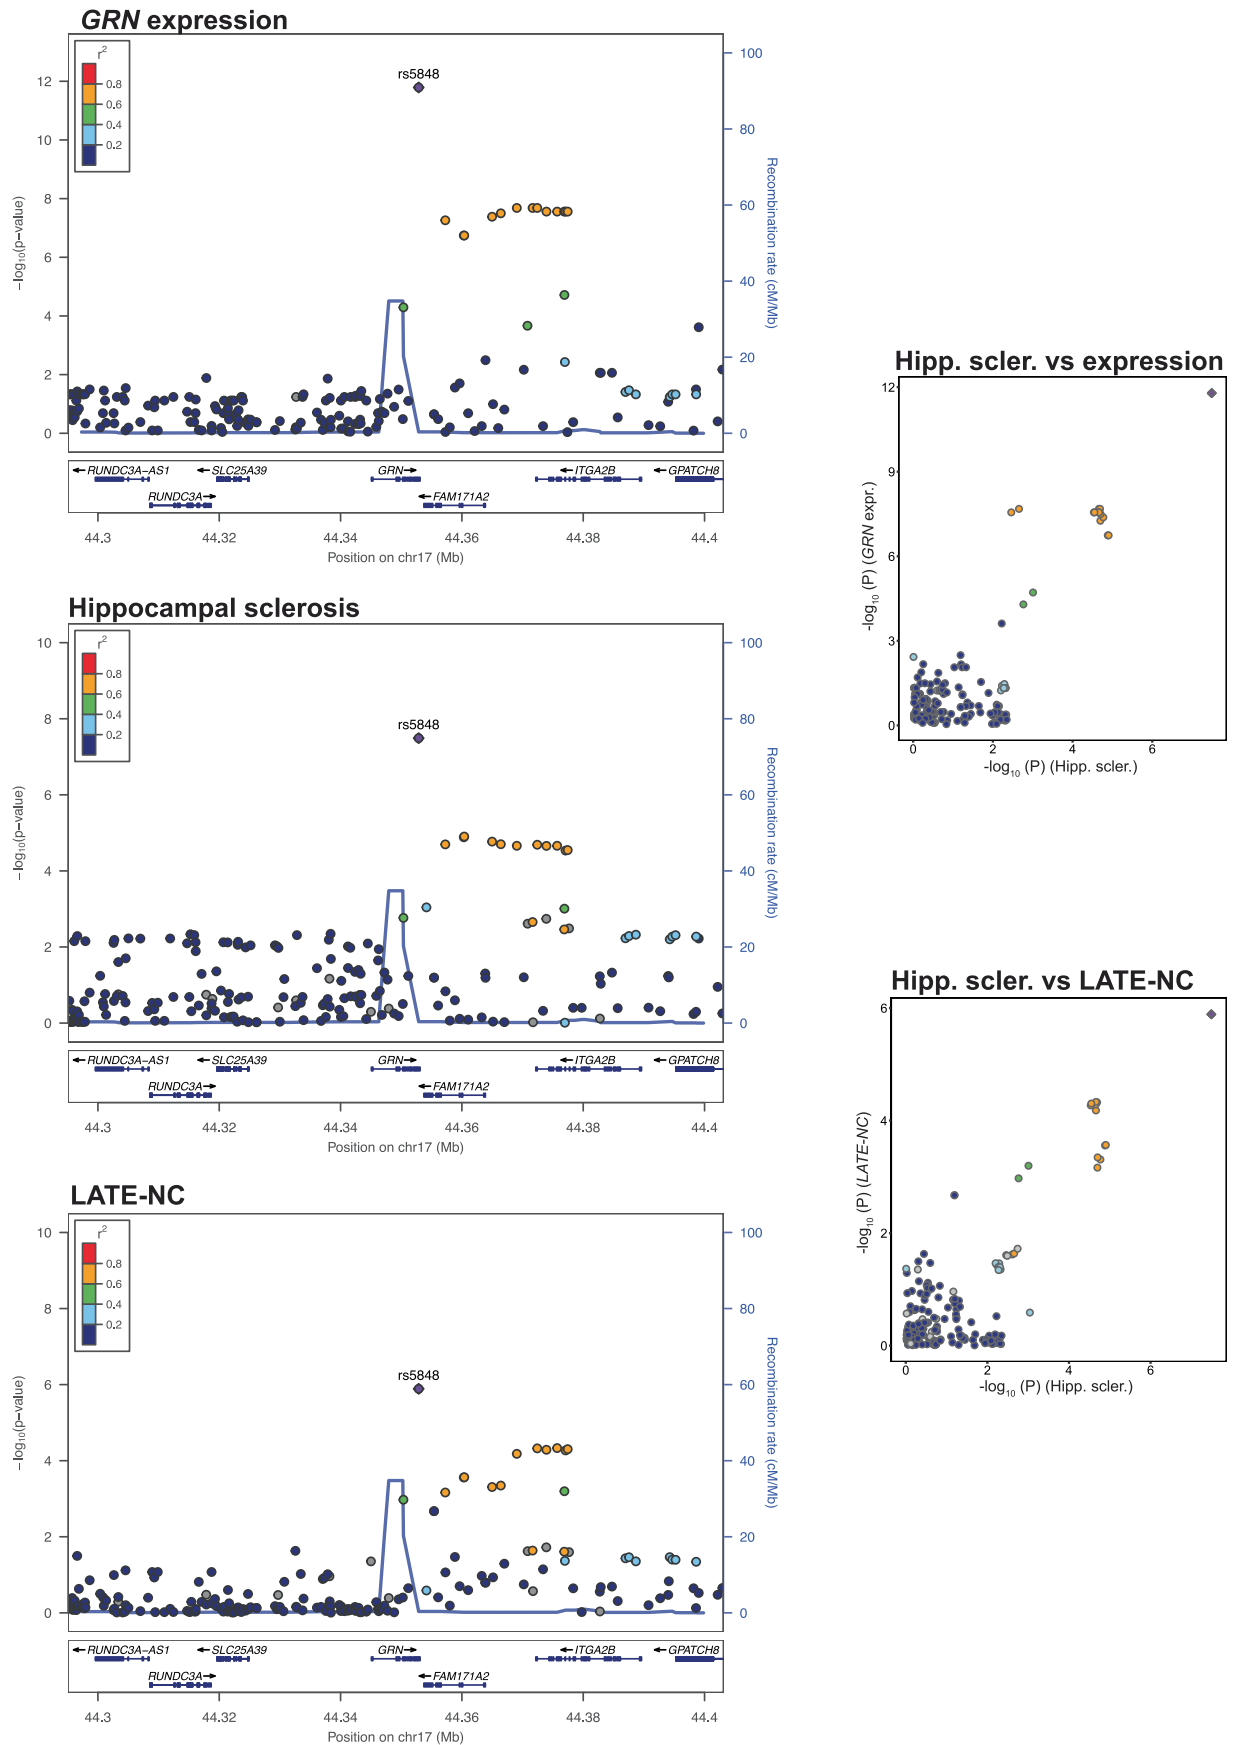 GRN expression
r2
0.8
0.6
0.4
0.2
rs5848
12
10
8
6
4
2
0
−log10(p−value)
100
80
60
40
20
0
Recombination rate (cM/Mb)
RUNDC3A−AS1
SLC25A39
GRN
ITGA2B
GPATCH8
RUNDC3A
FAM171A2
44.3 44.32 44.34 44.36 44.38 44.4
Position on chr17 (Mb)
Hipp. scler. vs expression
12
9
6
3
0
-log10 (P) (GRN expr.)
0 2 4 6
-log10 (P) (Hipp. scler.)
Hippocampal sclerosis
r2
0.8
0.6
0.4
0.2
rs5848
10
8
6
4
2
0
−log10(p−value)
100
80
60
40
20
0
Recombination rate (cM/Mb)
RUNDC3A−AS1
SLC25A39
GRN
ITGA2B
GPATCH8
RUNDC3A
FAM171A2
44.3 44.32 44.34 44.36 44.38 44.4
Position on chr17 (Mb)
Hipp. scler. vs LATE-NC
6
4
2
0
-log10 (P) (LATE-NC)
0 2 4 6
-log10 (P) (Hipp. scler.)
LATE-NC
r2
0.8
0.6
0.4
0.2
rs5848
10
8
6
4
2
0
−log10(p−value)
100
80
60
40
20
0
Recombination rate (cM/Mb)
RUNDC3A−AS1
SLC25A39
GRN
ITGA2B
GPATCH8
RUNDC3A
FAM171A2
44.3 44.32 44.34 44.36 44.38 44.4
Position on chr17 (Mb)